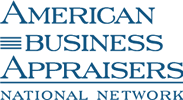 AMERICAN
BUSINESS
APPRAISERS
NATIONAL NETWORK